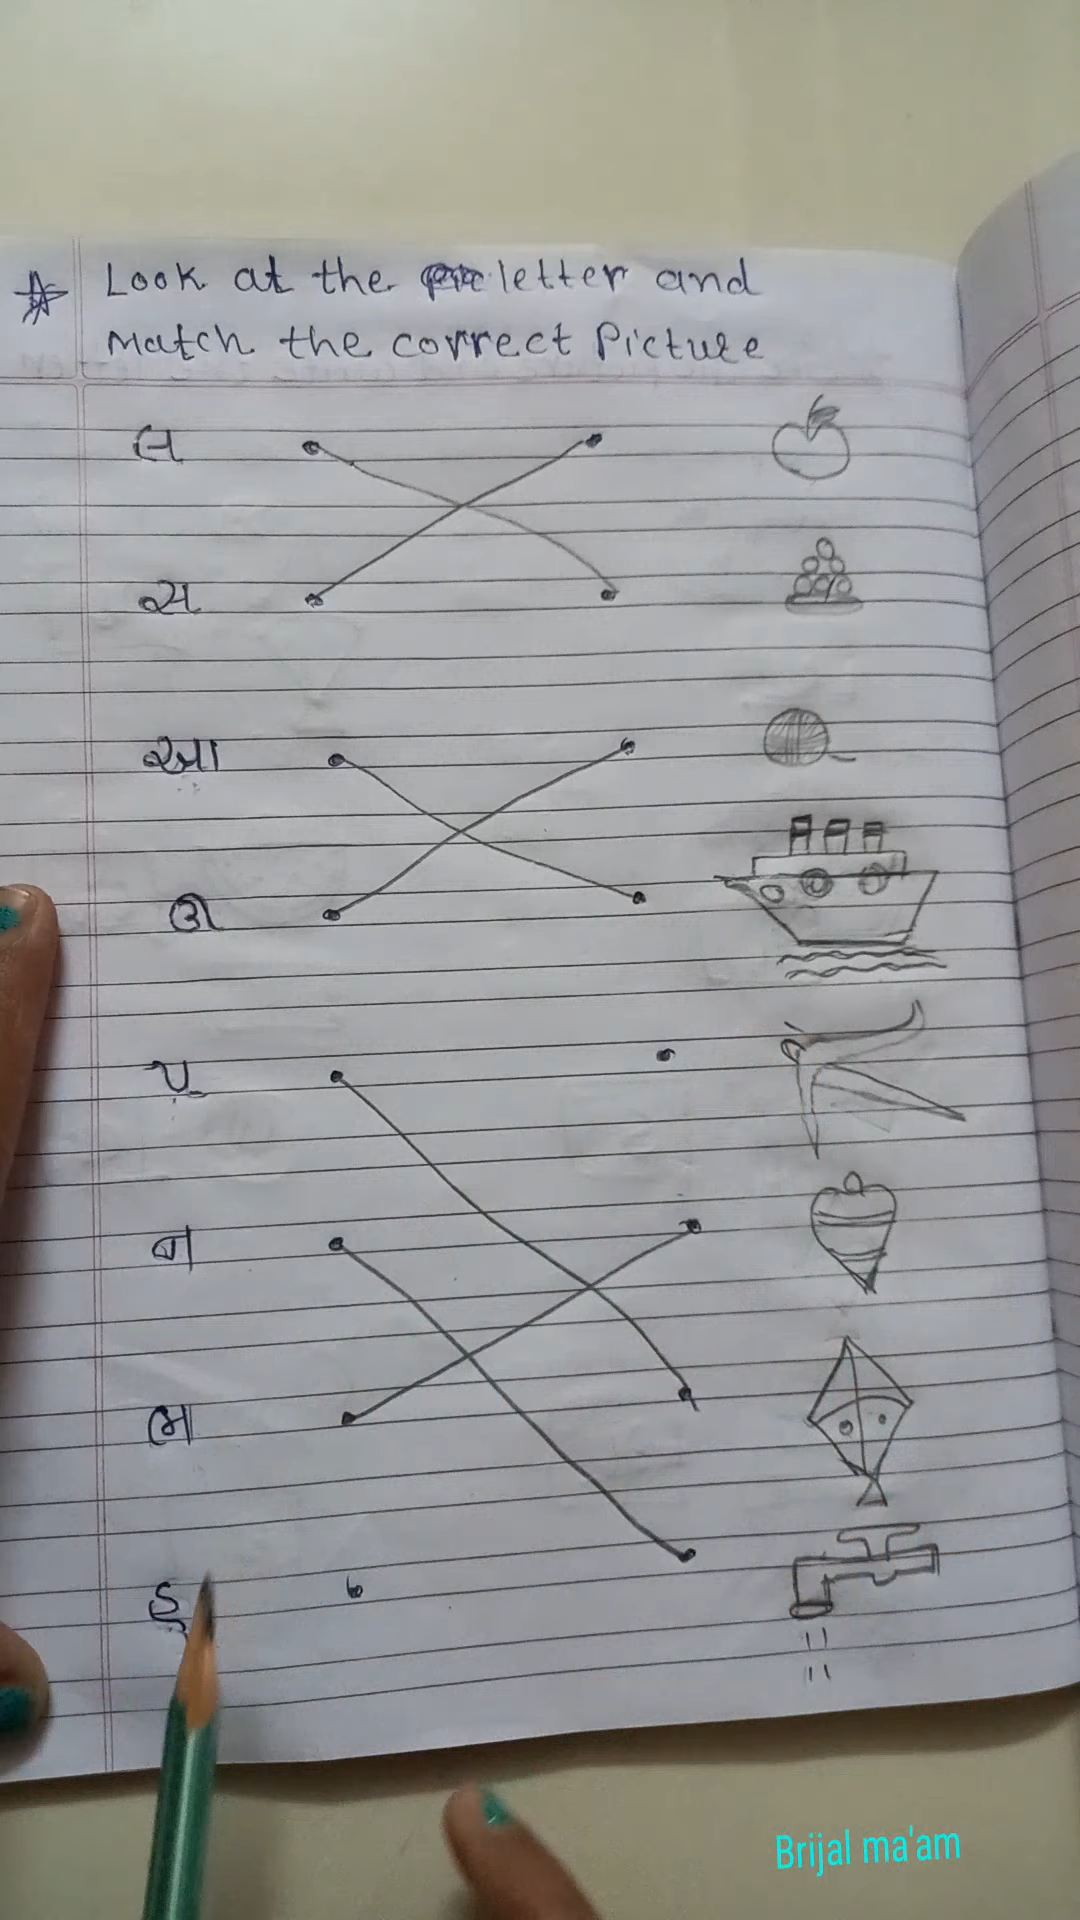 Look at the letter and
Match the correct Picture
લ
સ
આ
ઊ
પ
ન
ભ
હ
Brijal ma'am